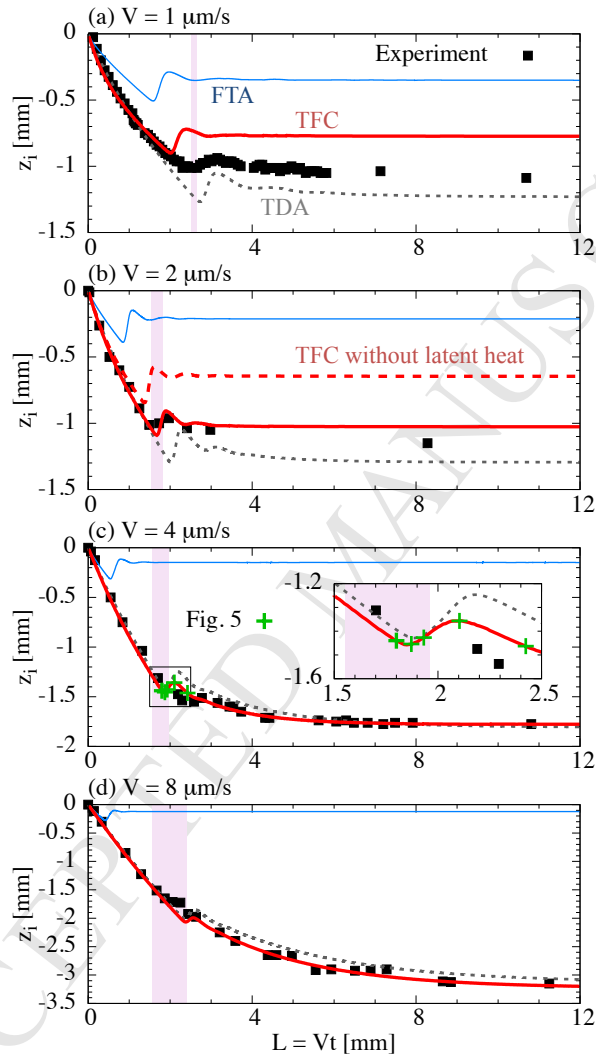 (a) V = 1 μm/s
0
-0.5
-1
-1.5
z_i [mm]
Experiment
FTA
TFC
TDA
0 4 8 12
(b) V = 2 μm/s
0
-0.5
-1
-1.5
z_i [mm]
TFC without latent heat
0 4 8 12
(c) V = 4 μm/s
0
-0.5
-1
-1.5
-2
z_i [mm]
Fig. 5
-1.2
-1.6
1.5 2 2.5
0 4 8 12
(d) V = 8 μm/s
0
-0.5
-1
-1.5
-2
-2.5
-3
-3.5
z_i [mm]
0 4 8 12
L = Vt [mm]
CEPTED MANUSC